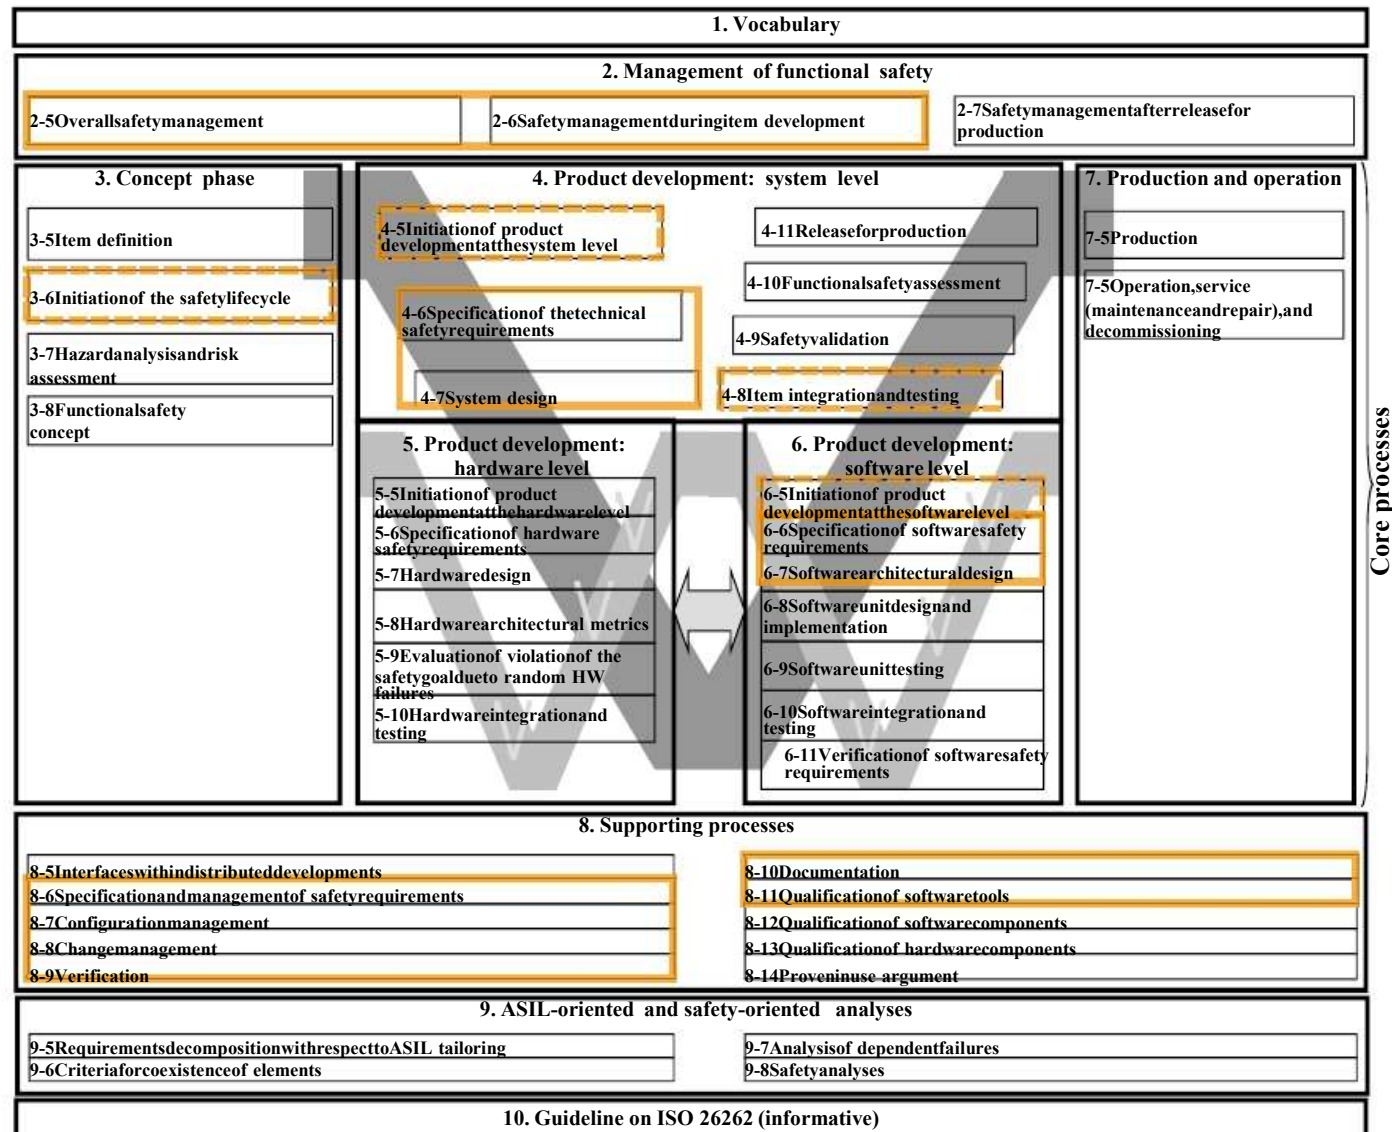 1. Vocabulary
2. Management of functional safety
2-5Overallsafetymanagement
2-6Safetymanagementduringitem development
2-7Safetymanagementafterreleasefor
production
3. Concept phase
3-5Item definition
3-6Initiationof the safetylifecycle
3-7Hazardanalysisandrisk
assessment
3-8Functionalsafety
concept
4. Product development: system level
4-5Initiationof product
developmentatthesystem level
4-6Specificationof thetechnical
safetyrequirements
4-7System design
4-11Releaseforproduction
4-10Functionalsafetyassessment
4-9Safetyvalidation
4-8Item integrationandtesting
7. Production and operation
7-5Production
7-5Operation,service
(maintenanceandrepair),and
decommissioning
5. Product development:
hardware level
5-5Initiationof product
developmentatthehardwarelevel
5-6Specificationof hardware
safetyrequirements
5-7Hardwaredesign
5-8Hardwarearchitectural metrics
5-9Evaluationof violationof the
safetygoaldueto random HW
failures
5-10Hardwareintegrationand
testing
6. Product development:
software level
6-5Initiationof product
developmentatthesoftwarelevel
6-6Specificationof softwaresafety
requirements
6-7Softwarearchitecturaldesign
6-8Softwareunitdesignand
implementation
6-9Softwareunittesting
6-10Softwareintegrationand
testing
6-11Verificationof softwaresafety
requirements
Core processes
8. Supporting processes
8-5Interfaceswithindistributeddevelopments
8-6Specificationandmanagementof safetyrequirements
8-7Configurationmanagement
8-8Changemanagement
8-9Verification
8-10Documentation
8-11Qualificationof softwaretools
8-12Qualificationof softwarecomponents
8-13Qualificationof hardwarecomponents
8-14Proveninuse argument
9. ASIL-oriented and safety-oriented analyses
9-5RequirementsdecompositionwithrespecttoASIL tailoring
9-6Criteriaforcoexistenceof elements
9-7Analysisof dependentfailures
9-8Safetyanalyses
10. Guideline on ISO 26262 (informative)